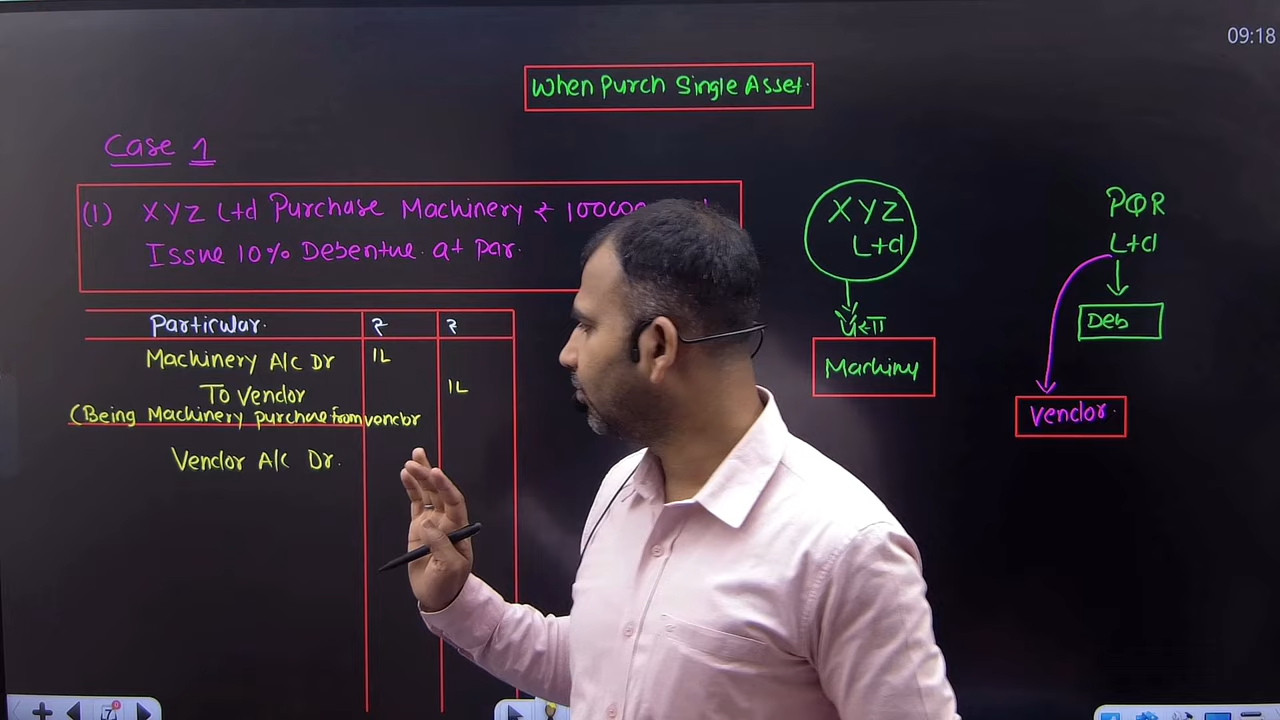 09:18
When Purch Single Asset.
Case 1
(1) XYZ Ltd Purchase Machinery ₹ 100000
Issue 10% Debentue. at par.
Particular. ₹ ₹
Machinery A/c Dr 1L
To Vendor 1L
(Being Machinery purchase from vendor
Vendor A/c Dr.
XYZ
Ltd
Machiny
PQR
Ltd
Deb
Vendor.